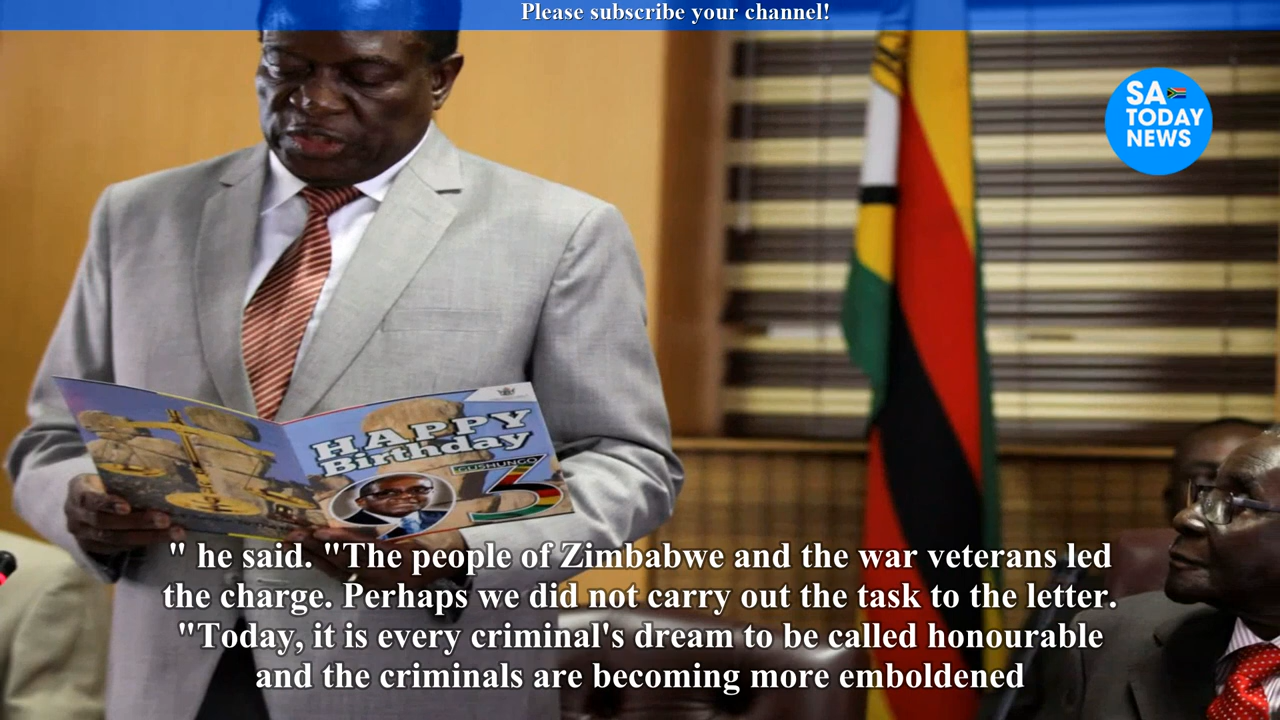 Please subscribe your channel!
SA
TODAY
NEWS
HAPPY
Birthday
GUSHUNGO
" he said. "The people of Zimbabwe and the war veterans led
the charge. Perhaps we did not carry out the task to the letter.
"Today, it is every criminal's dream to be called honourable
and the criminals are becoming more emboldened